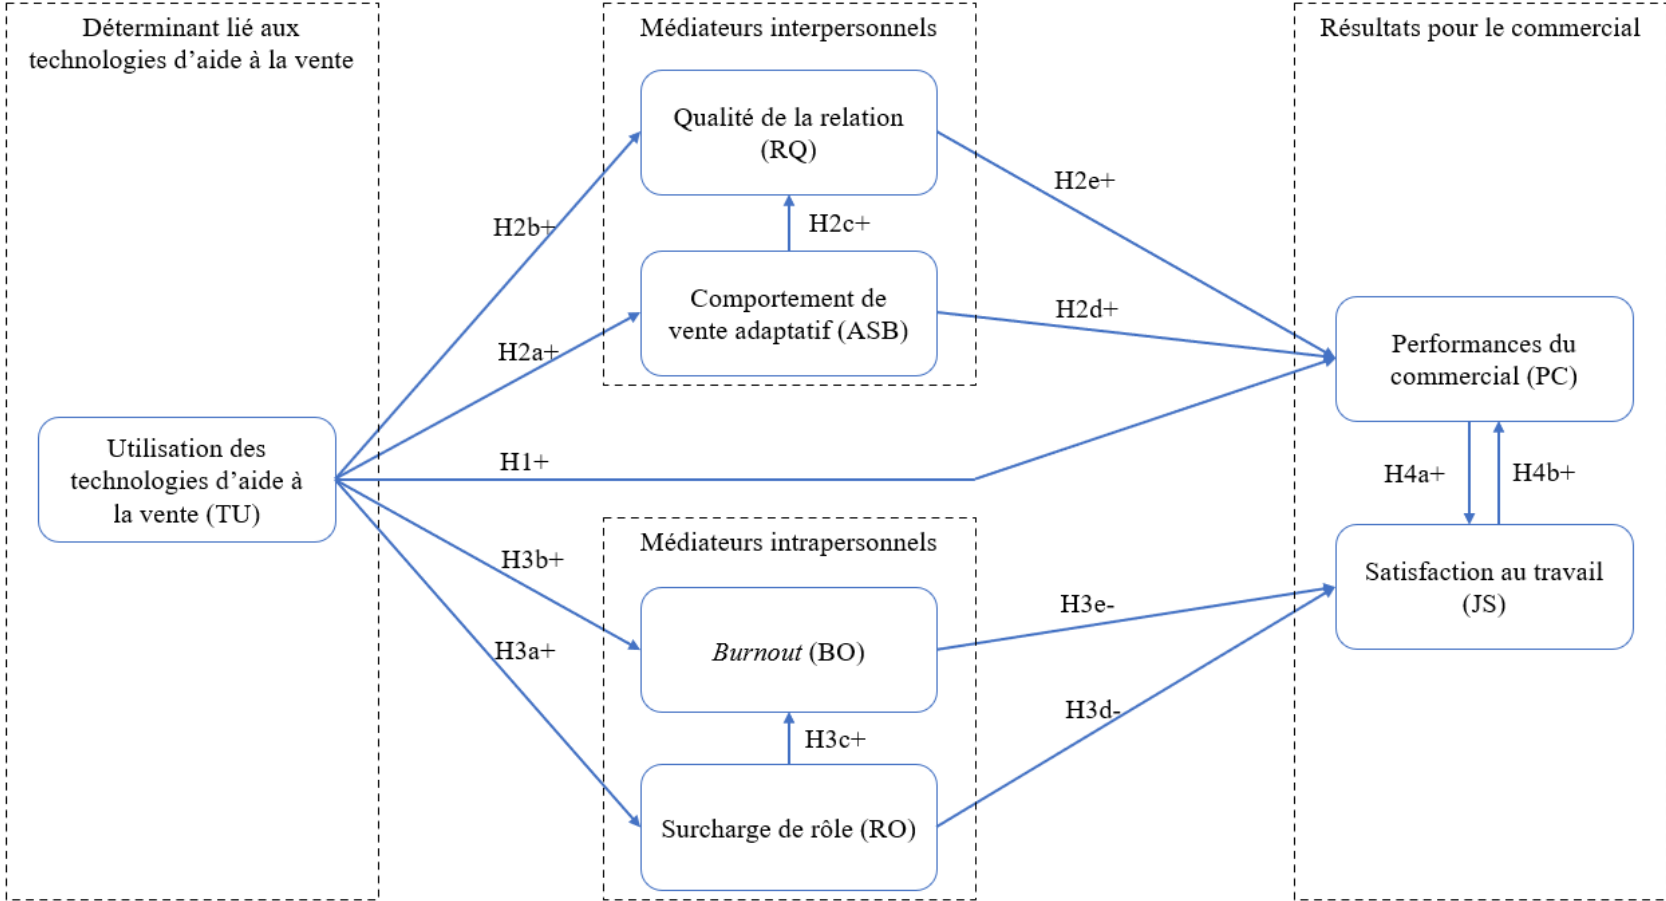 Déterminant lié aux
technologies d’aide à la vente
Médiateurs interpersonnels
Résultats pour le commercial
Qualité de la relation
(RQ)
H2e+
H2b+
H2c+
Comportement de
vente adaptatif (ASB)
H2d+
H2a+
Performances du
commercial (PC)
Utilisation des
technologies d’aide à
la vente (TU)
H1+
H4a+
H4b+
Médiateurs intrapersonnels
H3b+
Satisfaction au travail
(JS)
H3e-
Burnout (BO)
H3a+
H3d-
H3c+
Surcharge de rôle (RO)